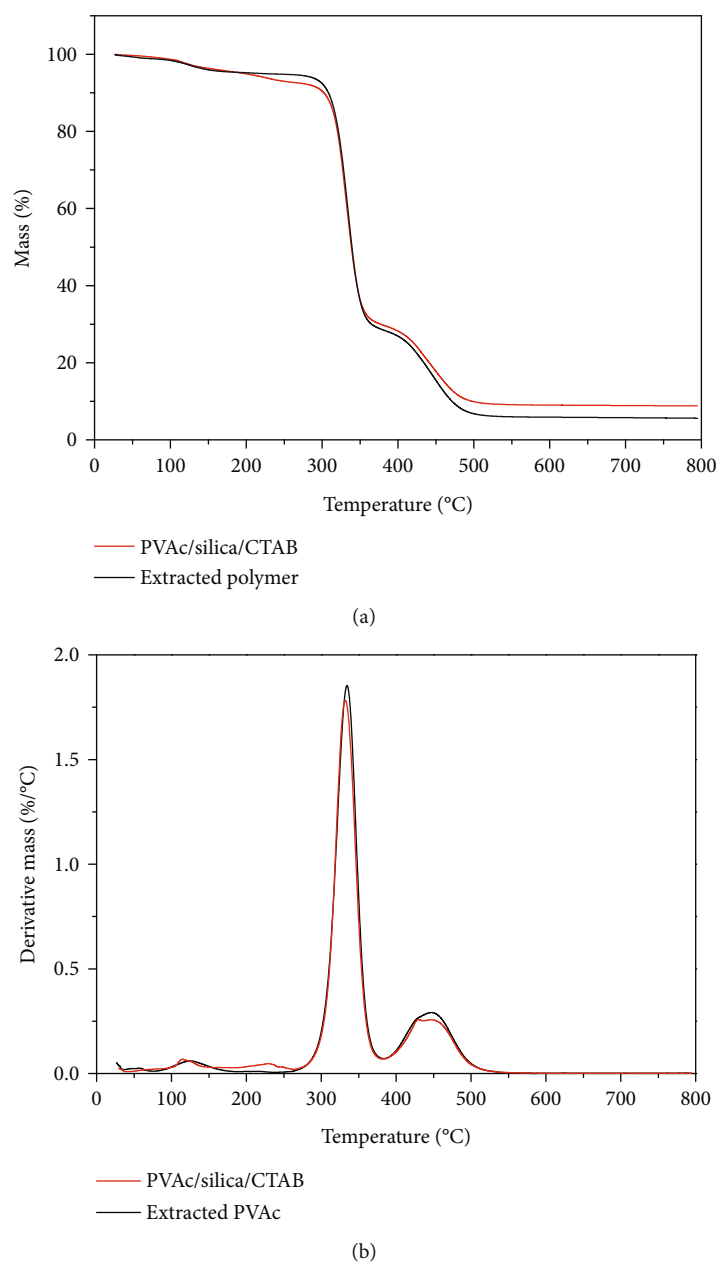 100
80
60
40
20
0
Mass (%)
0 100 200 300 400 500 600 700 800
Temperature (°C)
PVAc/silica/CTAB
Extracted polymer
(a)
2.0
1.5
1.0
0.5
0.0
Derivative mass (%/°C)
0 100 200 300 400 500 600 700 800
Temperature (°C)
PVAc/silica/CTAB
Extracted PVAc
(b)